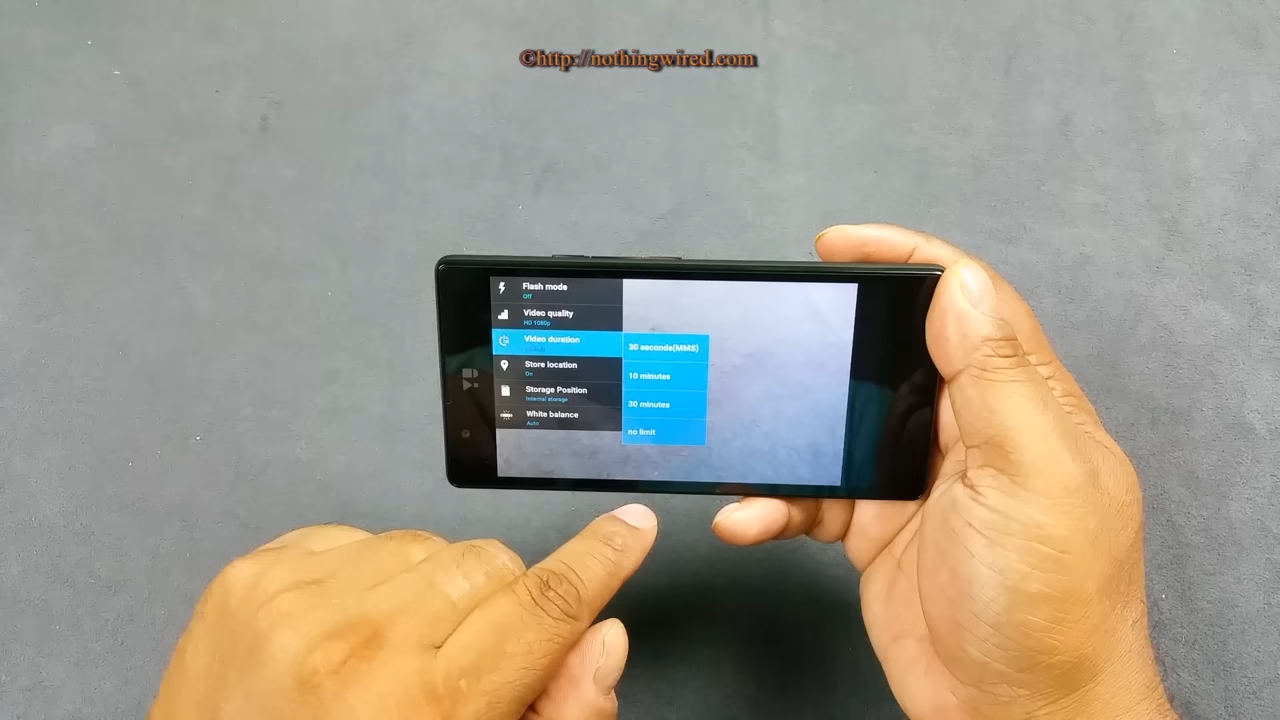 ©http://nothingwired.com
Flash mode
Off
Video quality
HD 1080p
Video duration
30 seconds(MMS)
10 minutes
30 minutes
no limit
Store location
On
Storage Position
Internal storage
White balance
Auto